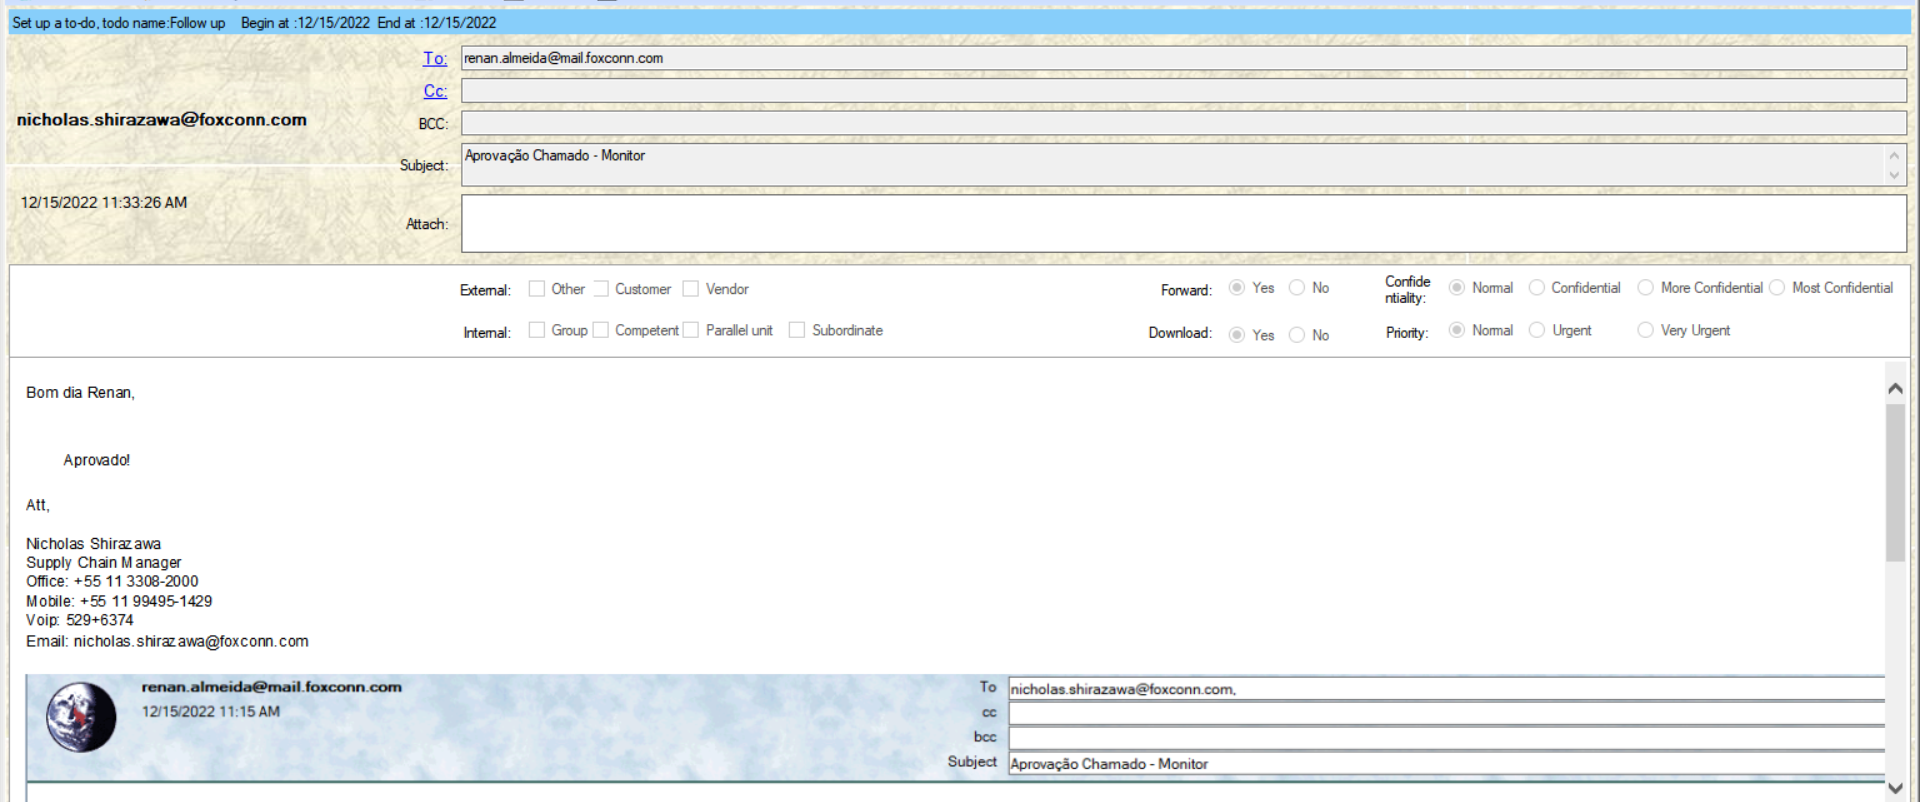 Set up a to-do, todo name:Follow up Begin at :12/15/2022 End at :12/15/2022
To: renan.almeida@mail.foxconn.com
Cc:
nicholas.shirazawa@foxconn.com
BCC:
Subject: Aprovação Chamado - Monitor
12/15/2022 11:33:26 AM
Attach:
External: Other Customer Vendor Forward: Yes No Confide
ntiality: Normal Confidential More Confidential Most Confidential
Internal: Group Competent Parallel unit Subordinate Download: Yes No Priority: Normal Urgent Very Urgent
Bom dia Renan,
Aprovado!
Att,
Nicholas Shirazawa
Supply Chain Manager
Office: +55 11 3308-2000
Mobile: +55 11 99495-1429
Voip: 529+6374
Email: nicholas.shirazawa@foxconn.com
renan.almeida@mail.foxconn.com
12/15/2022 11:15 AM
To nicholas.shirazawa@foxconn.com,
cc
bcc
Subject Aprovação Chamado - Monitor